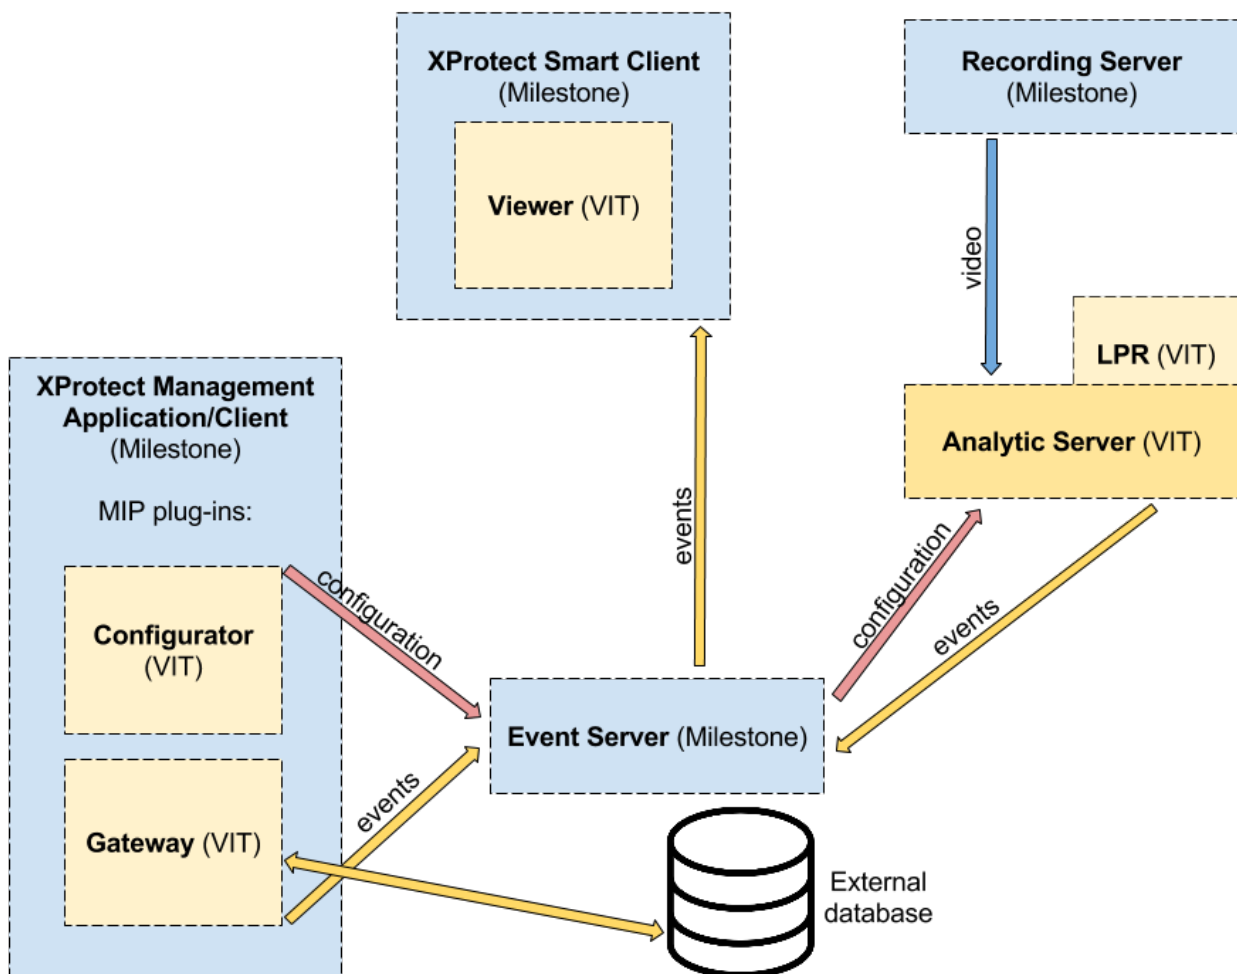 XProtect Smart Client
(Milestone)
Viewer (VIT)
Recording Server
(Milestone)
video
LPR (VIT)
Analytic Server (VIT)
XProtect Management
Application/Client
(Milestone)
MIP plug-ins:
Configurator
(VIT)
Gateway (VIT)
configuration
events
events
configuration
events
Event Server (Milestone)
External
database